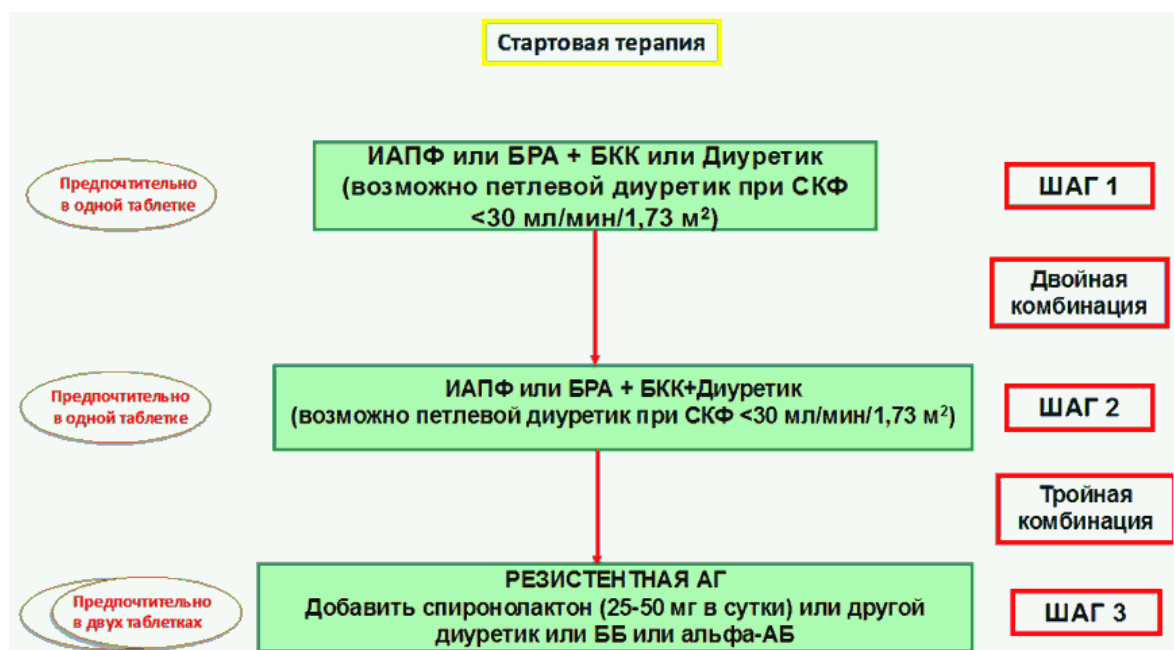 Стартовая терапия
Предпочтительно
в одной таблетке
ИАПФ или БРА + БКК или Диуретик
(возможно петлевой диуретик при СКФ
<30 мл/мин/1,73 м²)
ШАГ 1
Двойная
комбинация
Предпочтительно
в одной таблетке
ИАПФ или БРА + БКК+Диуретик
(возможно петлевой диуретик при СКФ <30 мл/мин/1,73 м²)
ШАГ 2
Тройная
комбинация
Предпочтительно
в двух таблетках
РЕЗИСТЕНТНАЯ АГ
Добавить спиронолактон (25-50 мг в сутки) или другой
диуретик или ББ или альфа-АБ
ШАГ 3